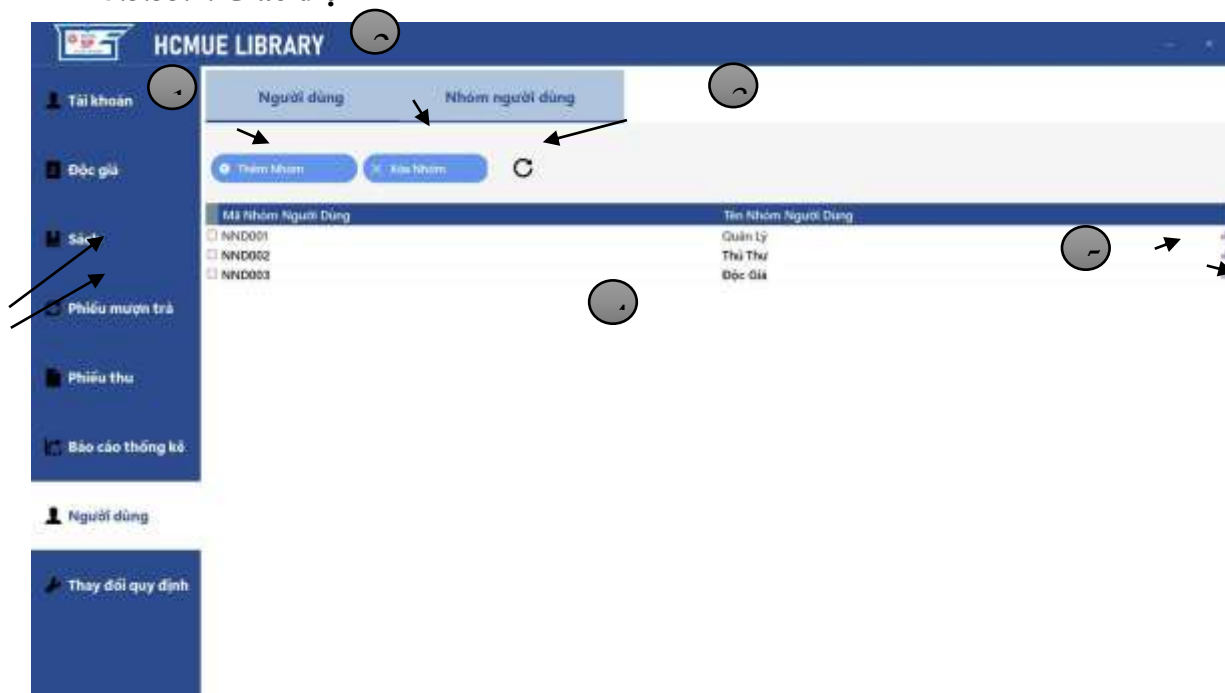 HCMUE LIBRARY
Tài khoản
Người dùng
Nhóm người dùng
Độc giả
Thêm Nhóm
Xóa Nhóm
Mã Nhóm Người Dùng
Tên Nhóm Người Dùng
Sách
NND001
Quản Lý
NND002
Thủ Thư
NND003
Độc Giả
Phiếu mượn trả
Phiếu thu
Báo cáo thống kê
Người dùng
Thay đổi quy định